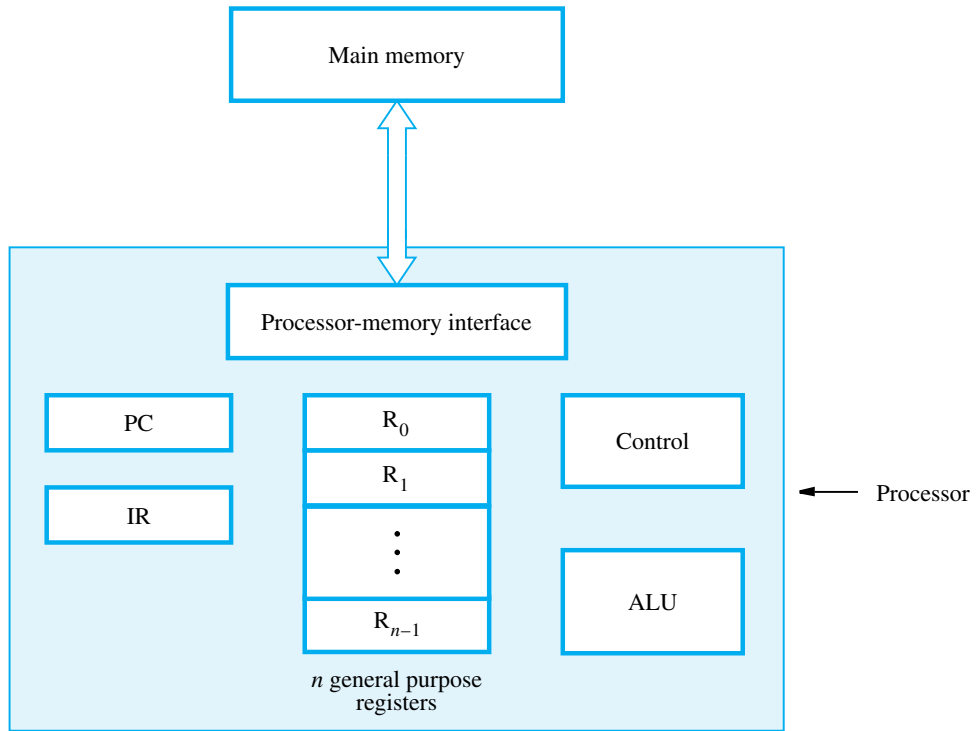 Main memory
Processor-memory interface
PC
R0
Control
R1
Processor
IR
ALU
Rn–1
n general purpose
registers